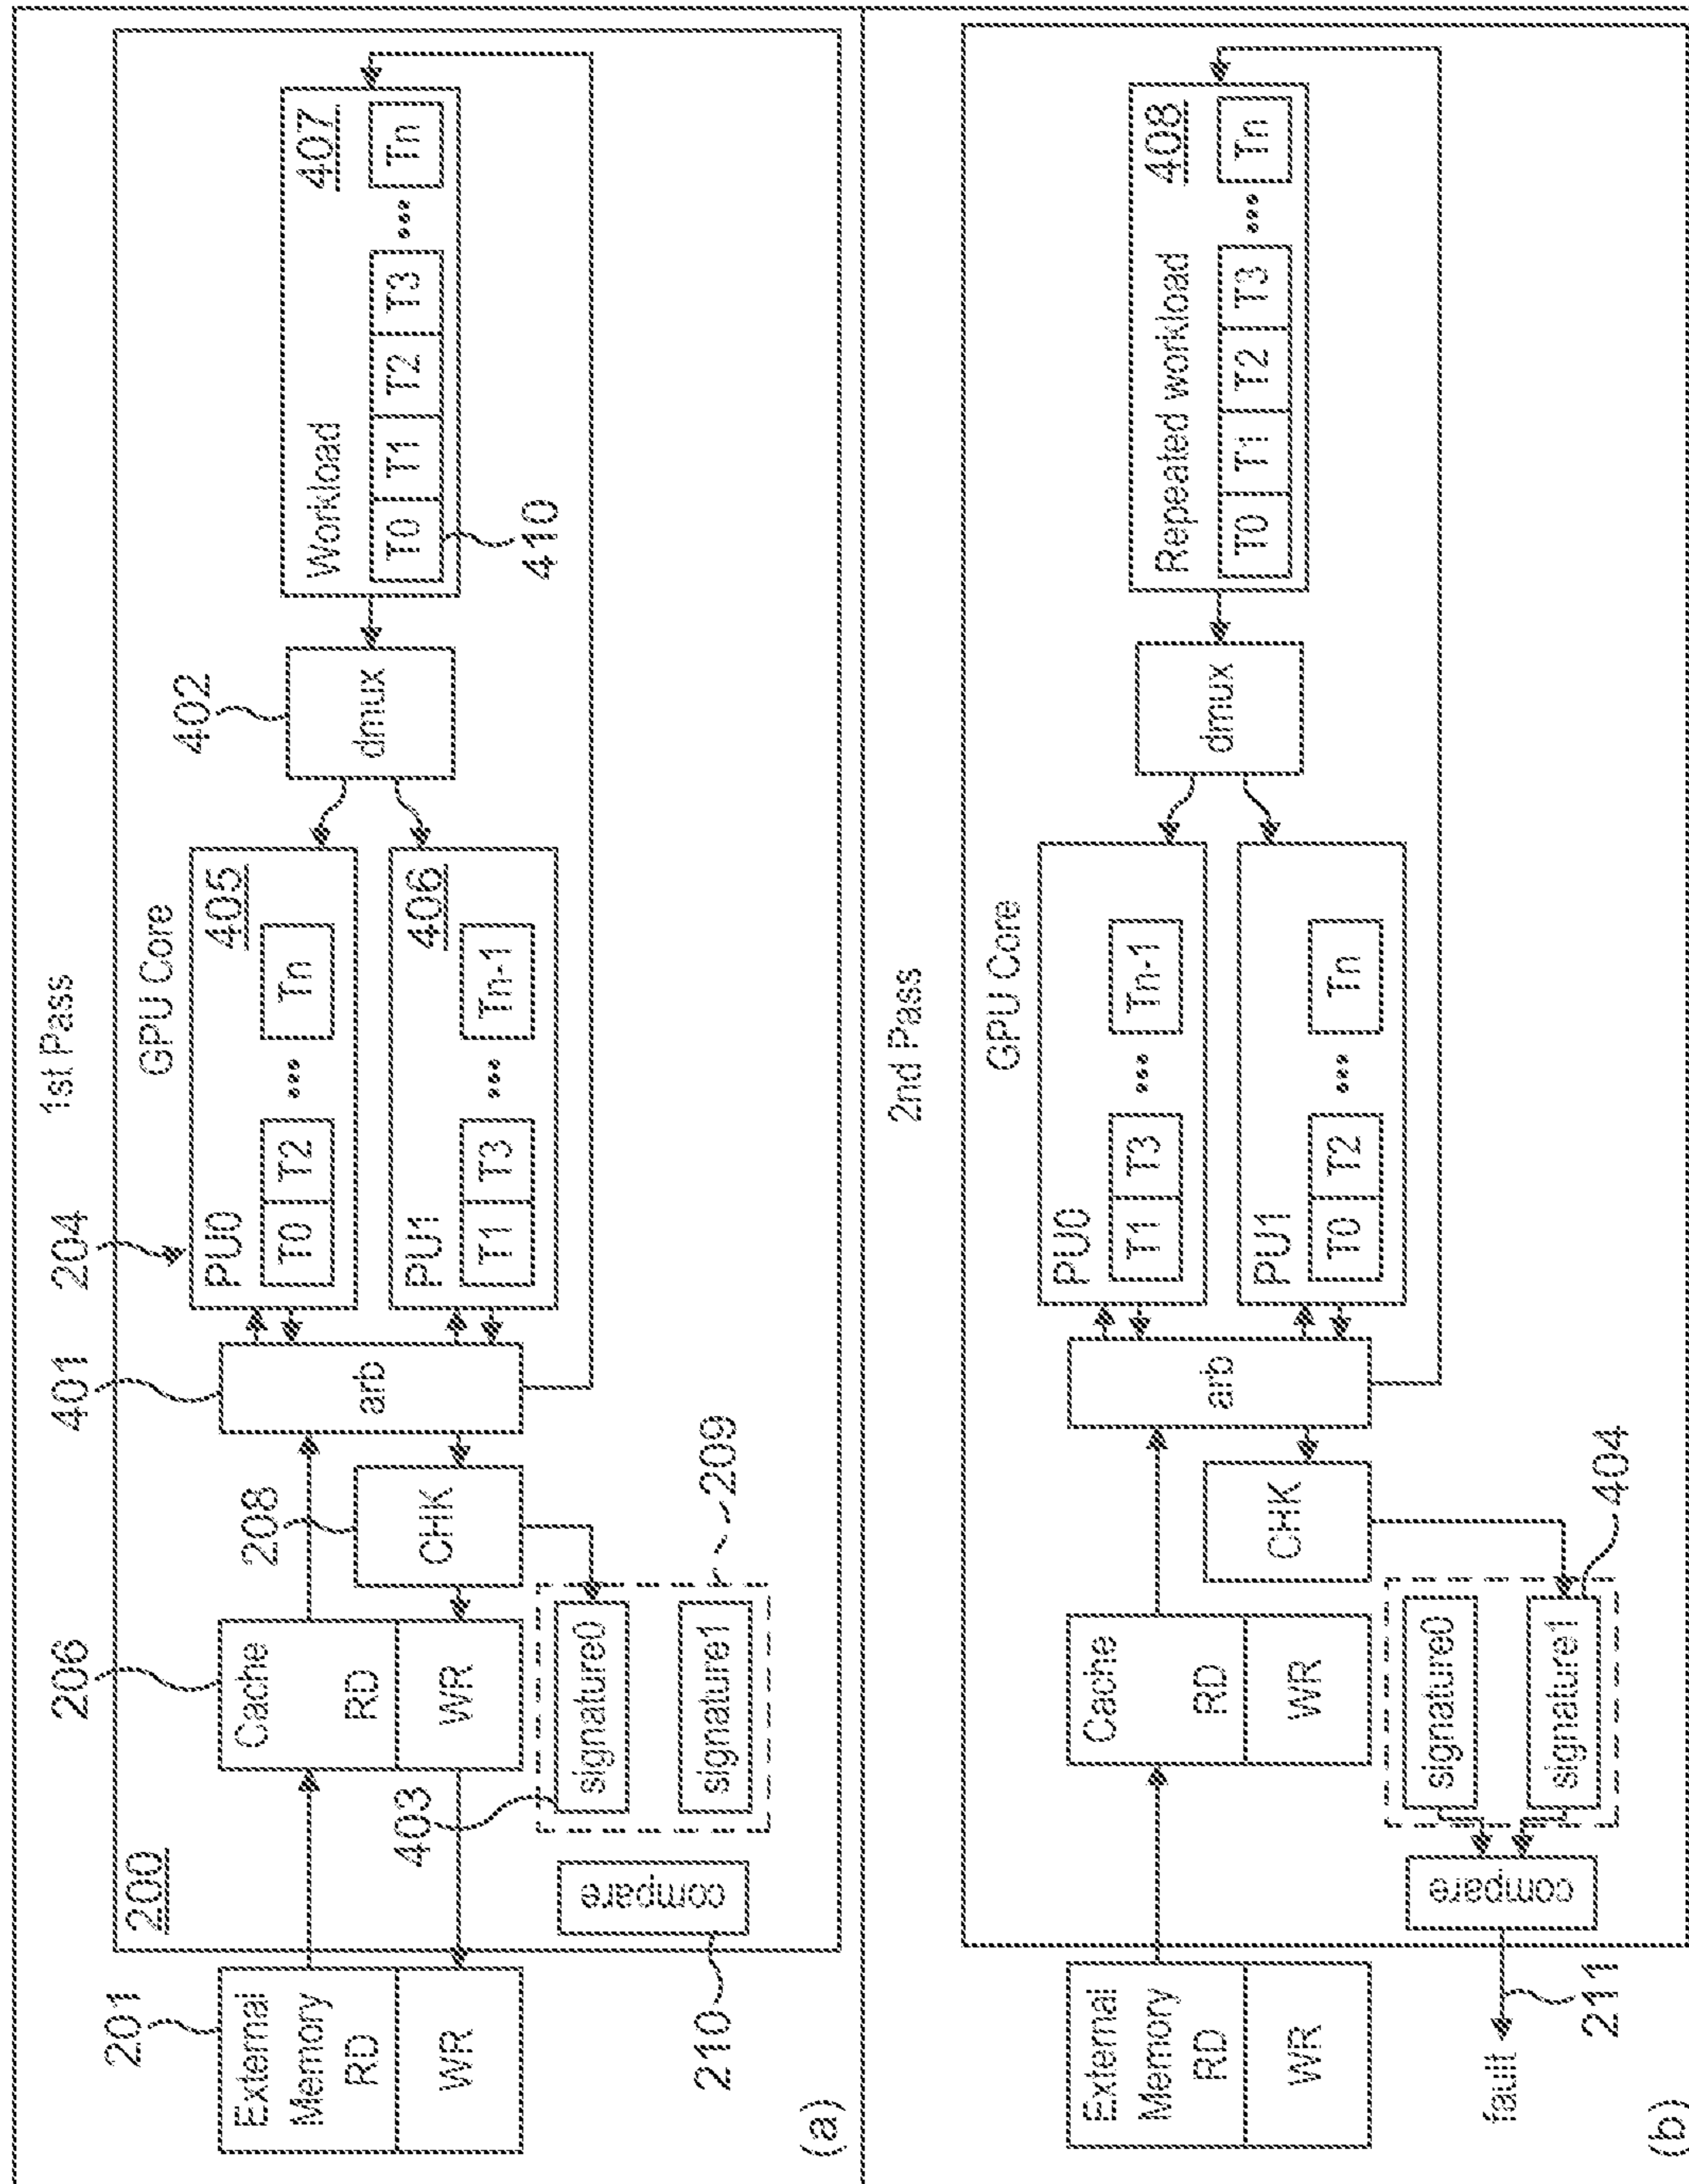 1st Pass
201
206
401
204
402
200
GPU Core
External
Memory
RD
WR
Cache
RD
WR
208
CHK
arb
PU0
405
T0 T2 ... Tn
PU1
406
T1 T3 ... Tn-1
dmux
Workload
407
T0 T1 T2 T3 ... Tn
410
403
signature0
signature1
209
compare
210
(a)
2nd Pass
GPU Core
External
Memory
RD
WR
Cache
RD
WR
CHK
arb
PU0
T1 T3 ... Tn-1
PU1
T0 T2 ... Tn
dmux
Repeated workload
408
T0 T1 T2 T3 ... Tn
signature0
signature1
404
compare
fault
211
(b)